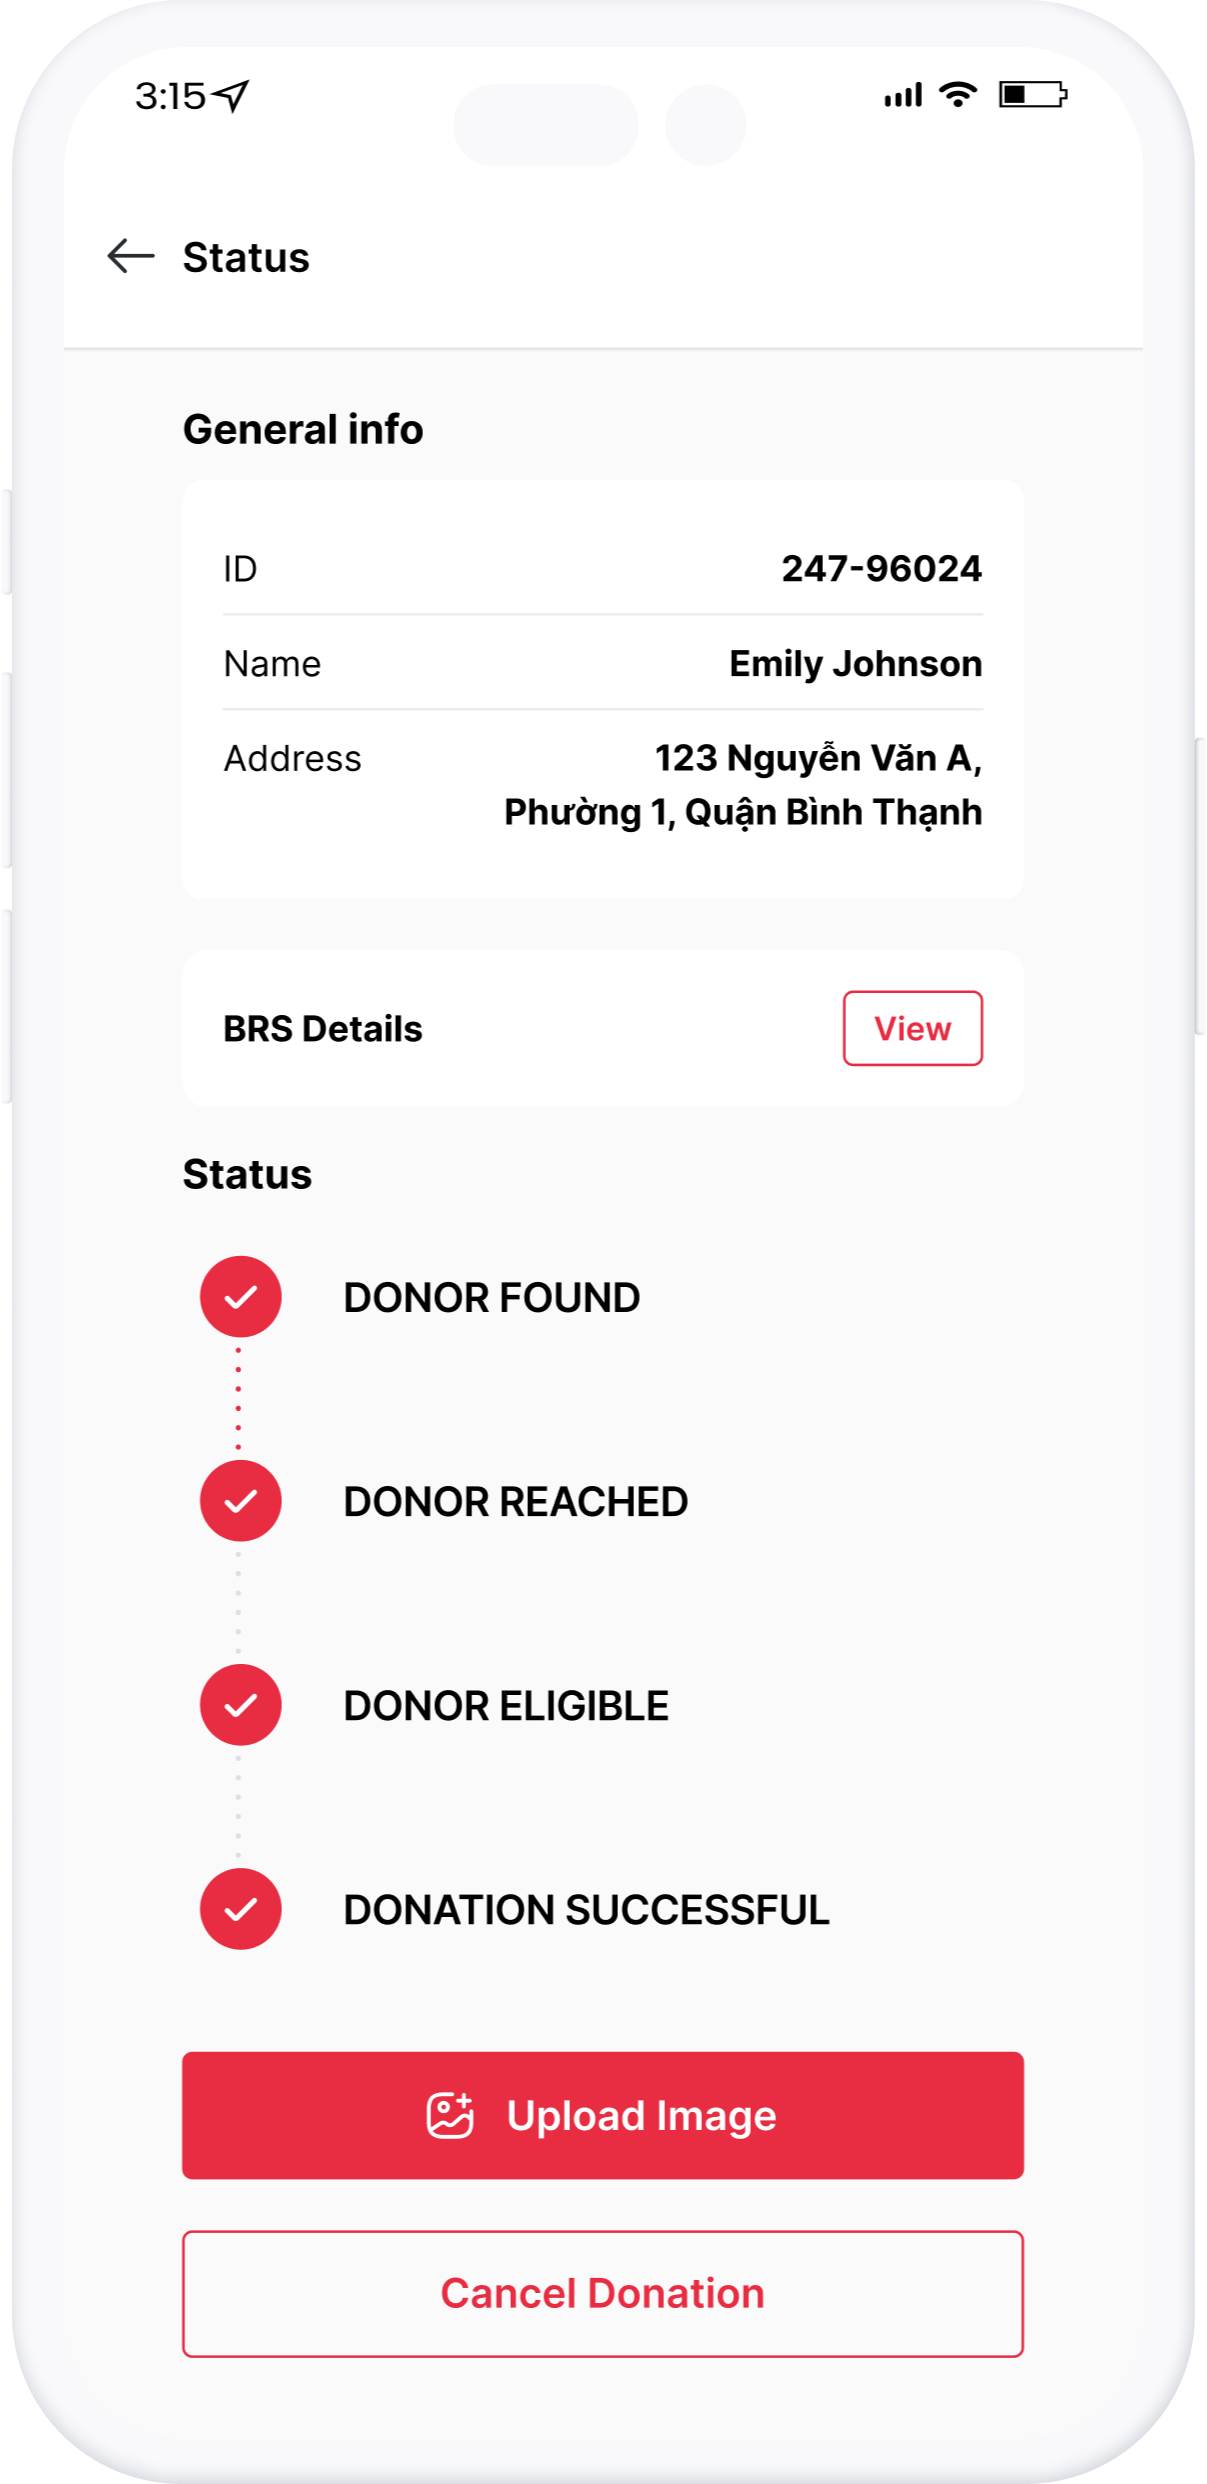 3:15
Status
General info
ID 247-96024
Name Emily Johnson
Address 123 Nguyễn Văn A,
Phường 1, Quận Bình Thạnh
BRS Details View
Status
DONOR FOUND
DONOR REACHED
DONOR ELIGIBLE
DONATION SUCCESSFUL
Upload Image
Cancel Donation